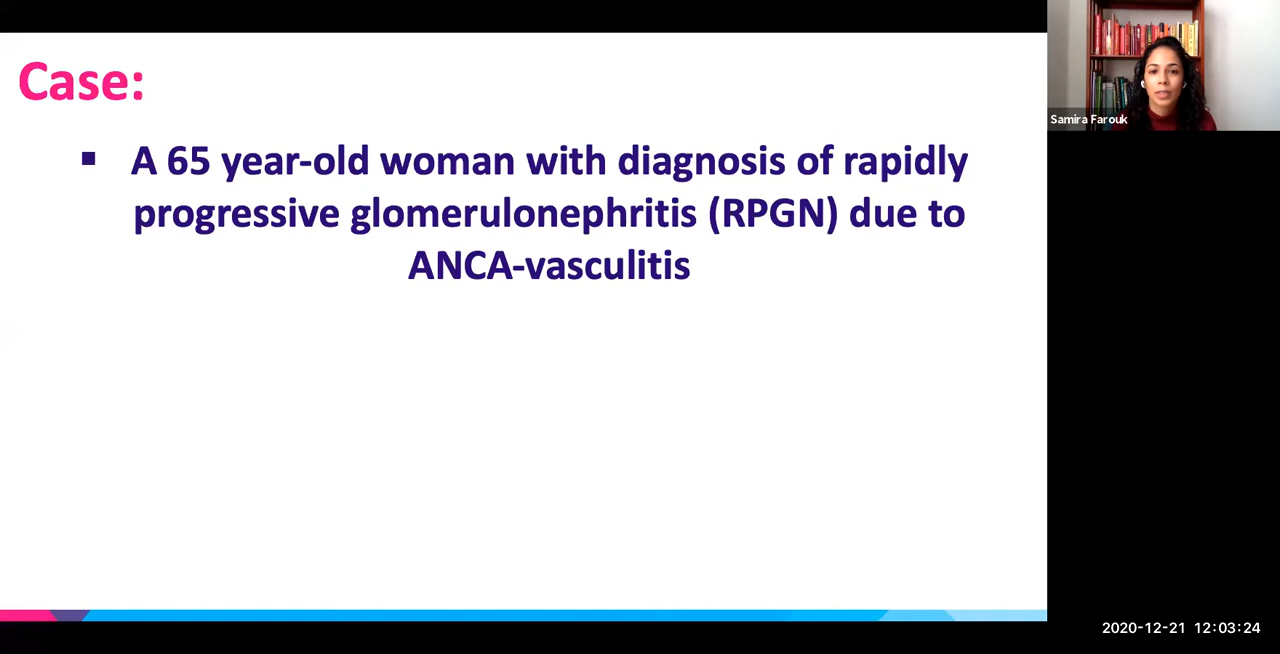 Case:
▪ A 65 year-old woman with diagnosis of rapidly
progressive glomerulonephritis (RPGN) due to
ANCA-vasculitis
Samira Farouk
2020-12-21 12:03:24